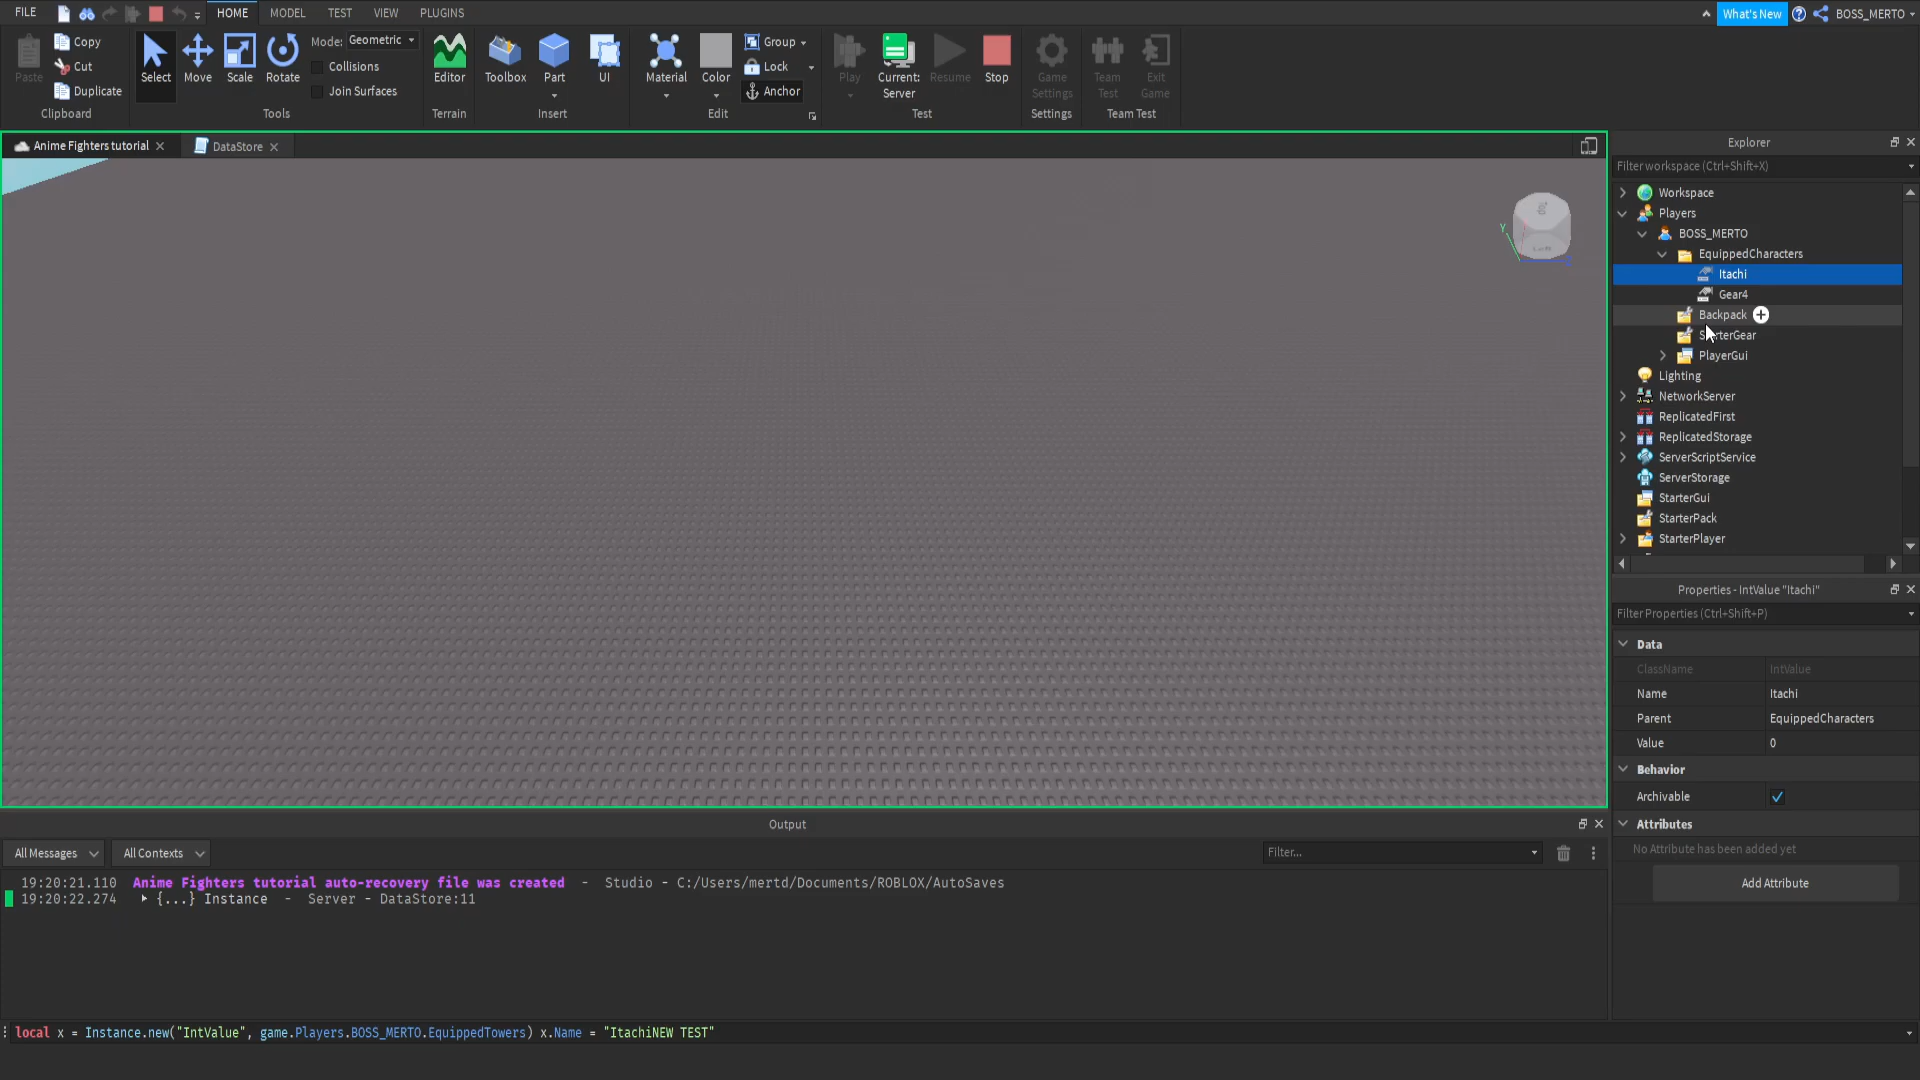 FILE
HOME
MODEL
TEST
VIEW
PLUGINS
What's New
BOSS_MERTO
Paste
Copy
Cut
Duplicate
Clipboard
Select
Move
Scale
Rotate
Mode: Geometric
Collisions
Join Surfaces
Tools
Editor
Terrain
Toolbox
Part
UI
Insert
Material
Color
Group
Lock
Anchor
Edit
Play
Current:
Server
Resume
Stop
Test
Game
Settings
Settings
Team
Test
Exit
Game
Team Test
Anime Fighters tutorial
DataStore
Top
Left
Y
Explorer
Filter workspace (Ctrl+Shift+X)
Workspace
Players
BOSS_MERTO
EquippedCharacters
Itachi
Gear4
Backpack
StarterGear
PlayerGui
Lighting
NetworkServer
ReplicatedFirst
ReplicatedStorage
ServerScriptService
ServerStorage
StarterGui
StarterPack
StarterPlayer
Properties - IntValue "Itachi"
Filter Properties (Ctrl+Shift+P)
Data
ClassName IntValue
Name Itachi
Parent EquippedCharacters
Value 0
Behavior
Archivable
Attributes
No Attribute has been added yet
Add Attribute
Output
All Messages
All Contexts
Filter...
19:20:21.110 Anime Fighters tutorial auto-recovery file was created - Studio - C:/Users/mertd/Documents/ROBLOX/AutoSaves
19:20:22.274 {...} Instance - Server - DataStore:11
local x = Instance.new("IntValue", game.Players.BOSS_MERTO.EquippedTowers) x.Name = "ItachiNEW TEST"